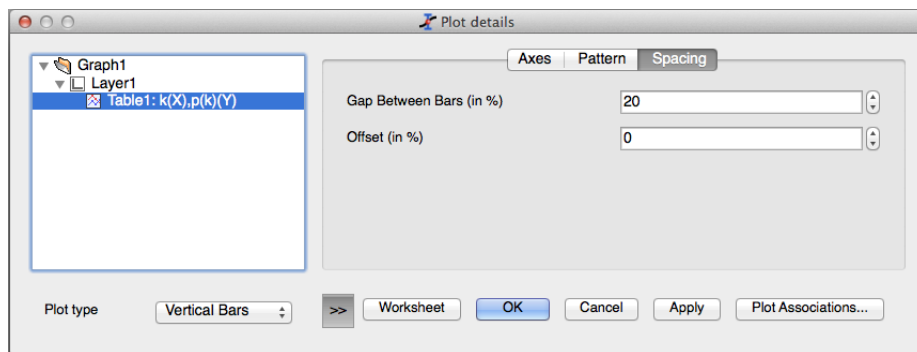 Plot details
Graph1
Layer1
Table1: k(X),p(k)(Y)
Axes Pattern Spacing
Gap Between Bars (in %) 20
Offset (in %) 0
Plot type Vertical Bars >> Worksheet OK Cancel Apply Plot Associations...